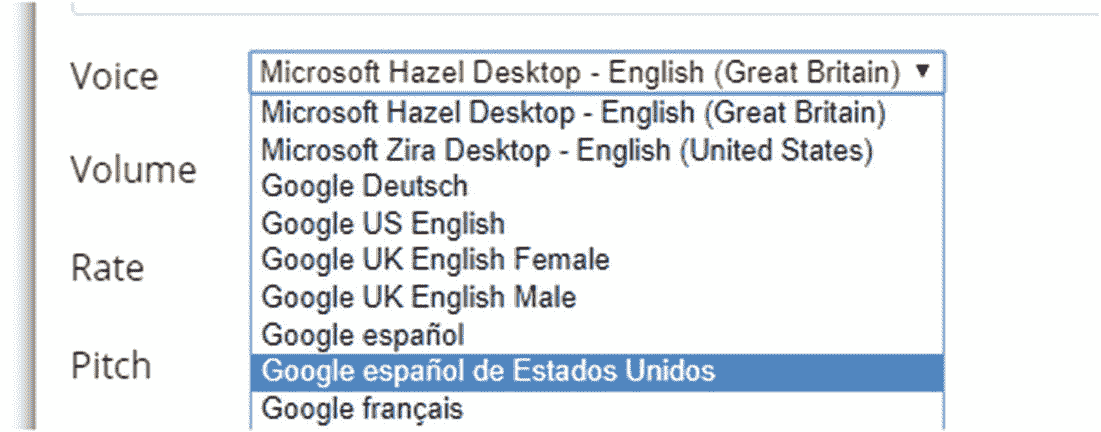 Voice
Microsoft Hazel Desktop - English (Great Britain) ▼
Microsoft Hazel Desktop - English (Great Britain)
Microsoft Zira Desktop - English (United States)
Volume
Google Deutsch
Google US English
Google UK English Female
Rate
Google UK English Male
Google español
Pitch
Google español de Estados Unidos
Google français